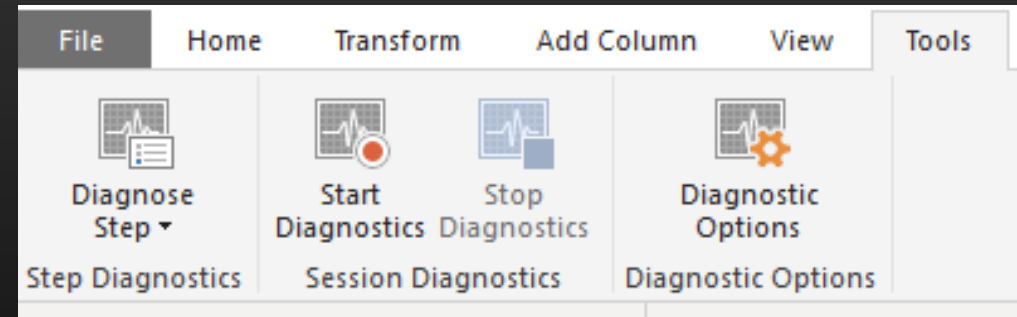 File Home Transform Add Column View Tools
Diagnose
Step
Start
Diagnostics
Stop
Diagnostics
Diagnostic
Options
Step Diagnostics
Session Diagnostics
Diagnostic Options